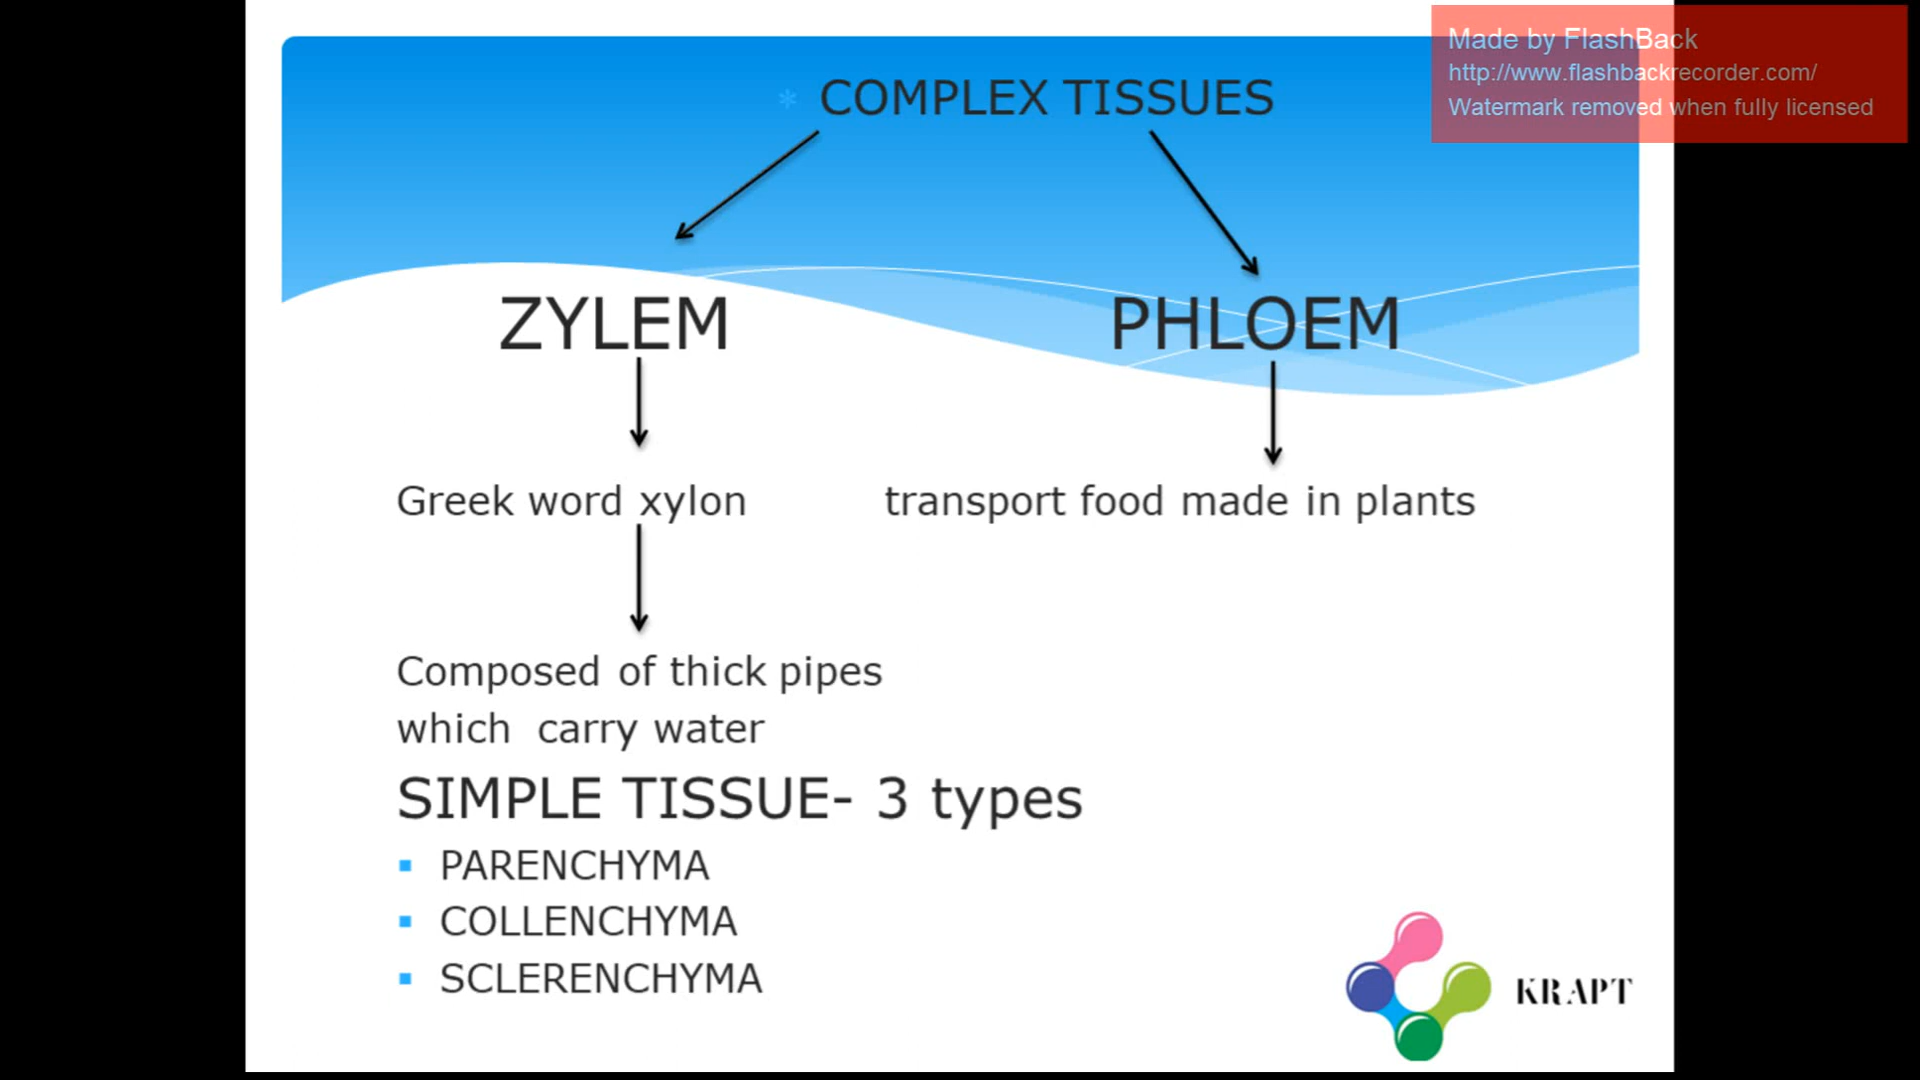 Made by FlashBack
http://www.flashbackrecorder.com/
Watermark removed when fully licensed
* COMPLEX TISSUES
ZYLEM PHLOEM
Greek word xylon transport food made in plants
Composed of thick pipes
which carry water
SIMPLE TISSUE- 3 types
▪ PARENCHYMA
▪ COLLENCHYMA
▪ SCLERENCHYMA
KRAPT